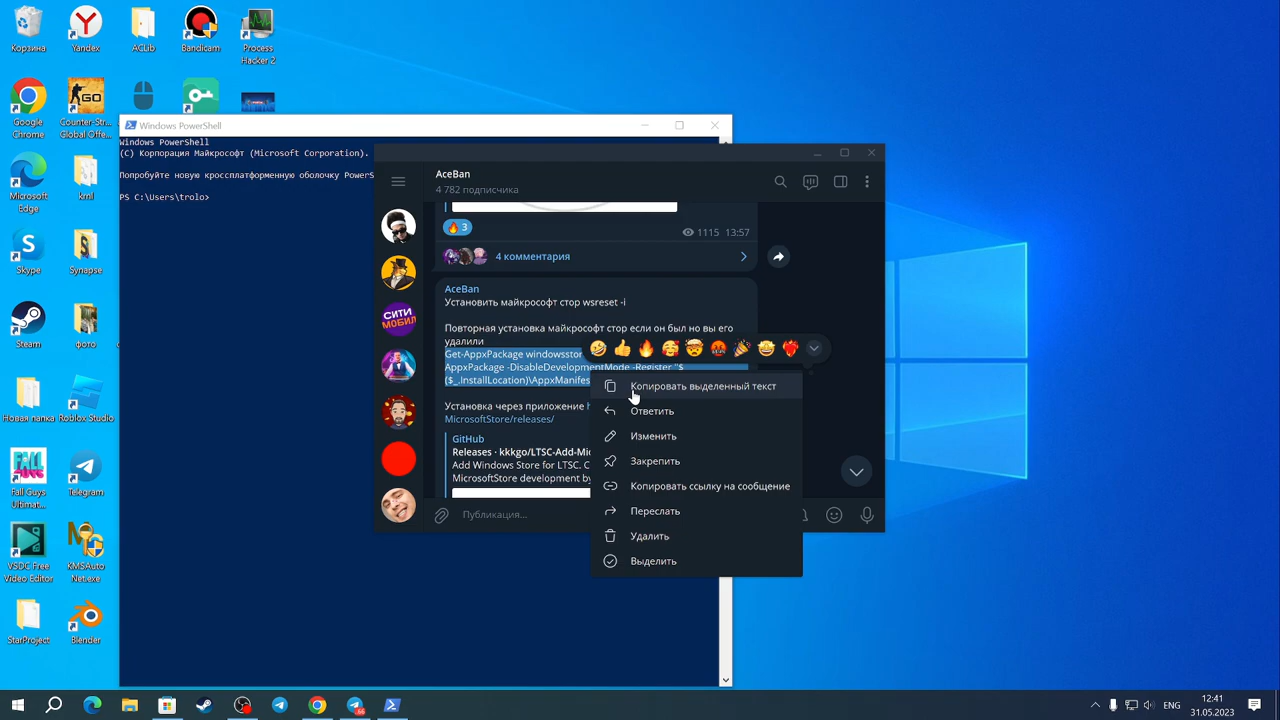 Корзина
Yandex
ACLib
Bandicam
Process
Hacker 2
Google
Chrome
Counter-Str...
Global Offe...
Microsoft
Edge
krnl
Skype
Synapse
Steam
фото
Новая папка
Roblox Studio
Fall Guys
Ultimat...
Telegram
VSDC Free
Video Editor
KMSAuto
Net.exe
StarProject
Blender
Windows PowerShell
Windows PowerShell
(C) Корпорация Майкрософт (Microsoft Corporation).
Попробуйте новую кроссплатформенную оболочку PowerS
PS C:\Users\trolo>
AceBan
4 782 подписчика
СИТИ
МОБИЛ
3
1115 13:57
4 комментария
AceBan
Установить майкрософт стор wsreset -i
Повторная установка майкрософт стор если он был но вы его
удалили
Get-AppxPackage windowsstor
AppxPackage -DisableDevelopmentMode -Register "$
($_.InstallLocation)\AppxManifes
Установка через приложение
MicrosoftStore/releases/
GitHub
Releases · kkkgo/LTSC-Add-Mic
Add Windows Store for LTSC. C
MicrosoftStore development by
Публикация...
Копировать выделенный текст
Ответить
Изменить
Закрепить
Копировать ссылку на сообщение
Переслать
Удалить
Выделить
12:41
31.05.2023